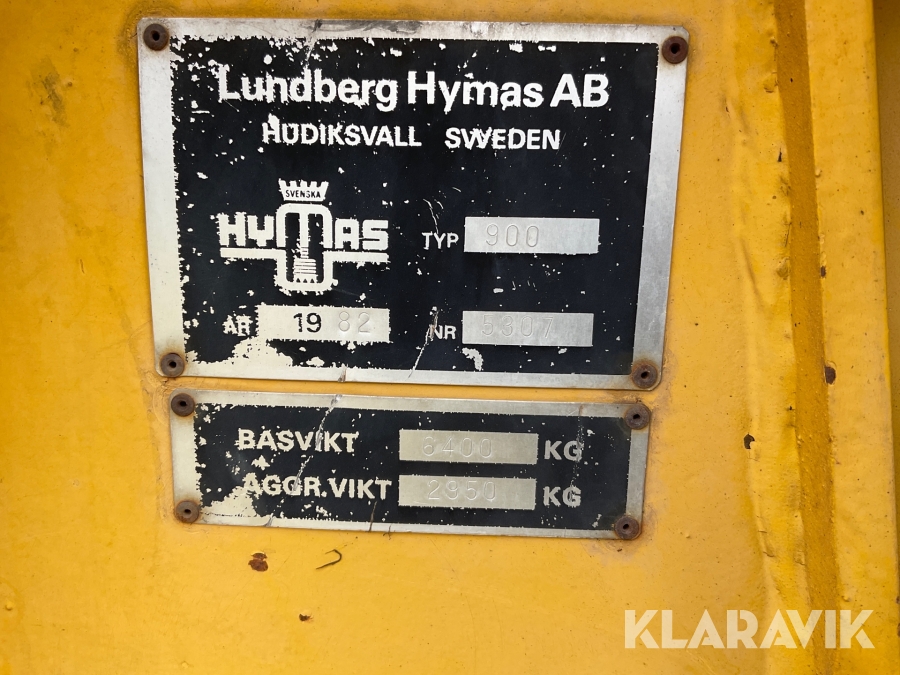 Lundberg Hymas AB
HUDIKSVALL SWEDEN
SVENSKA
HYMAS
TYP 900
ÅR 1982
NR 5307
BASVIKT 6400 KG
AGGR.VIKT 2950 KG
KLARAVIK